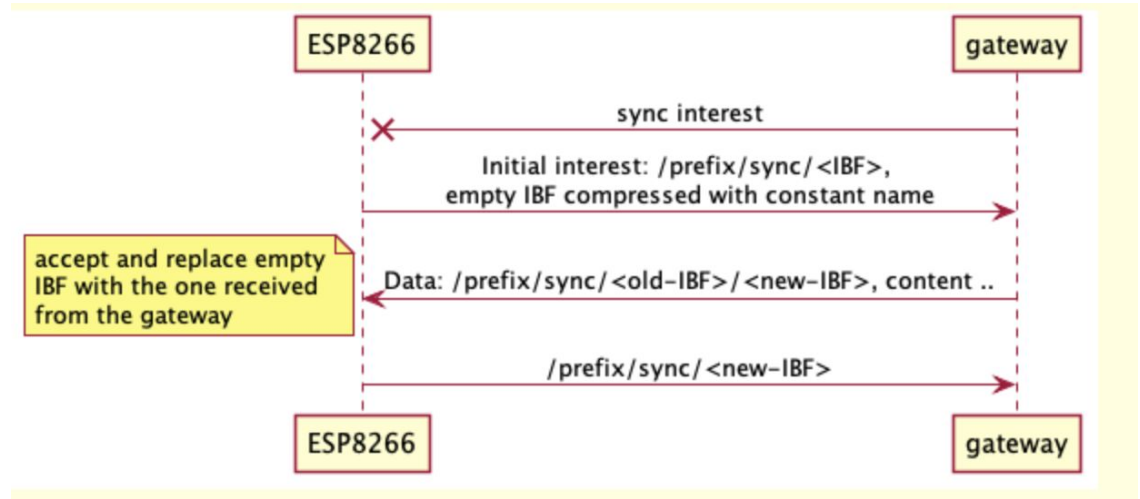 ESP8266
gateway
sync interest
Initial interest: /prefix/sync/<IBF>,
empty IBF compressed with constant name
accept and replace empty
IBF with the one received
from the gateway
Data: /prefix/sync/<old-IBF>/<new-IBF>, content ..
/prefix/sync/<new-IBF>
ESP8266
gateway